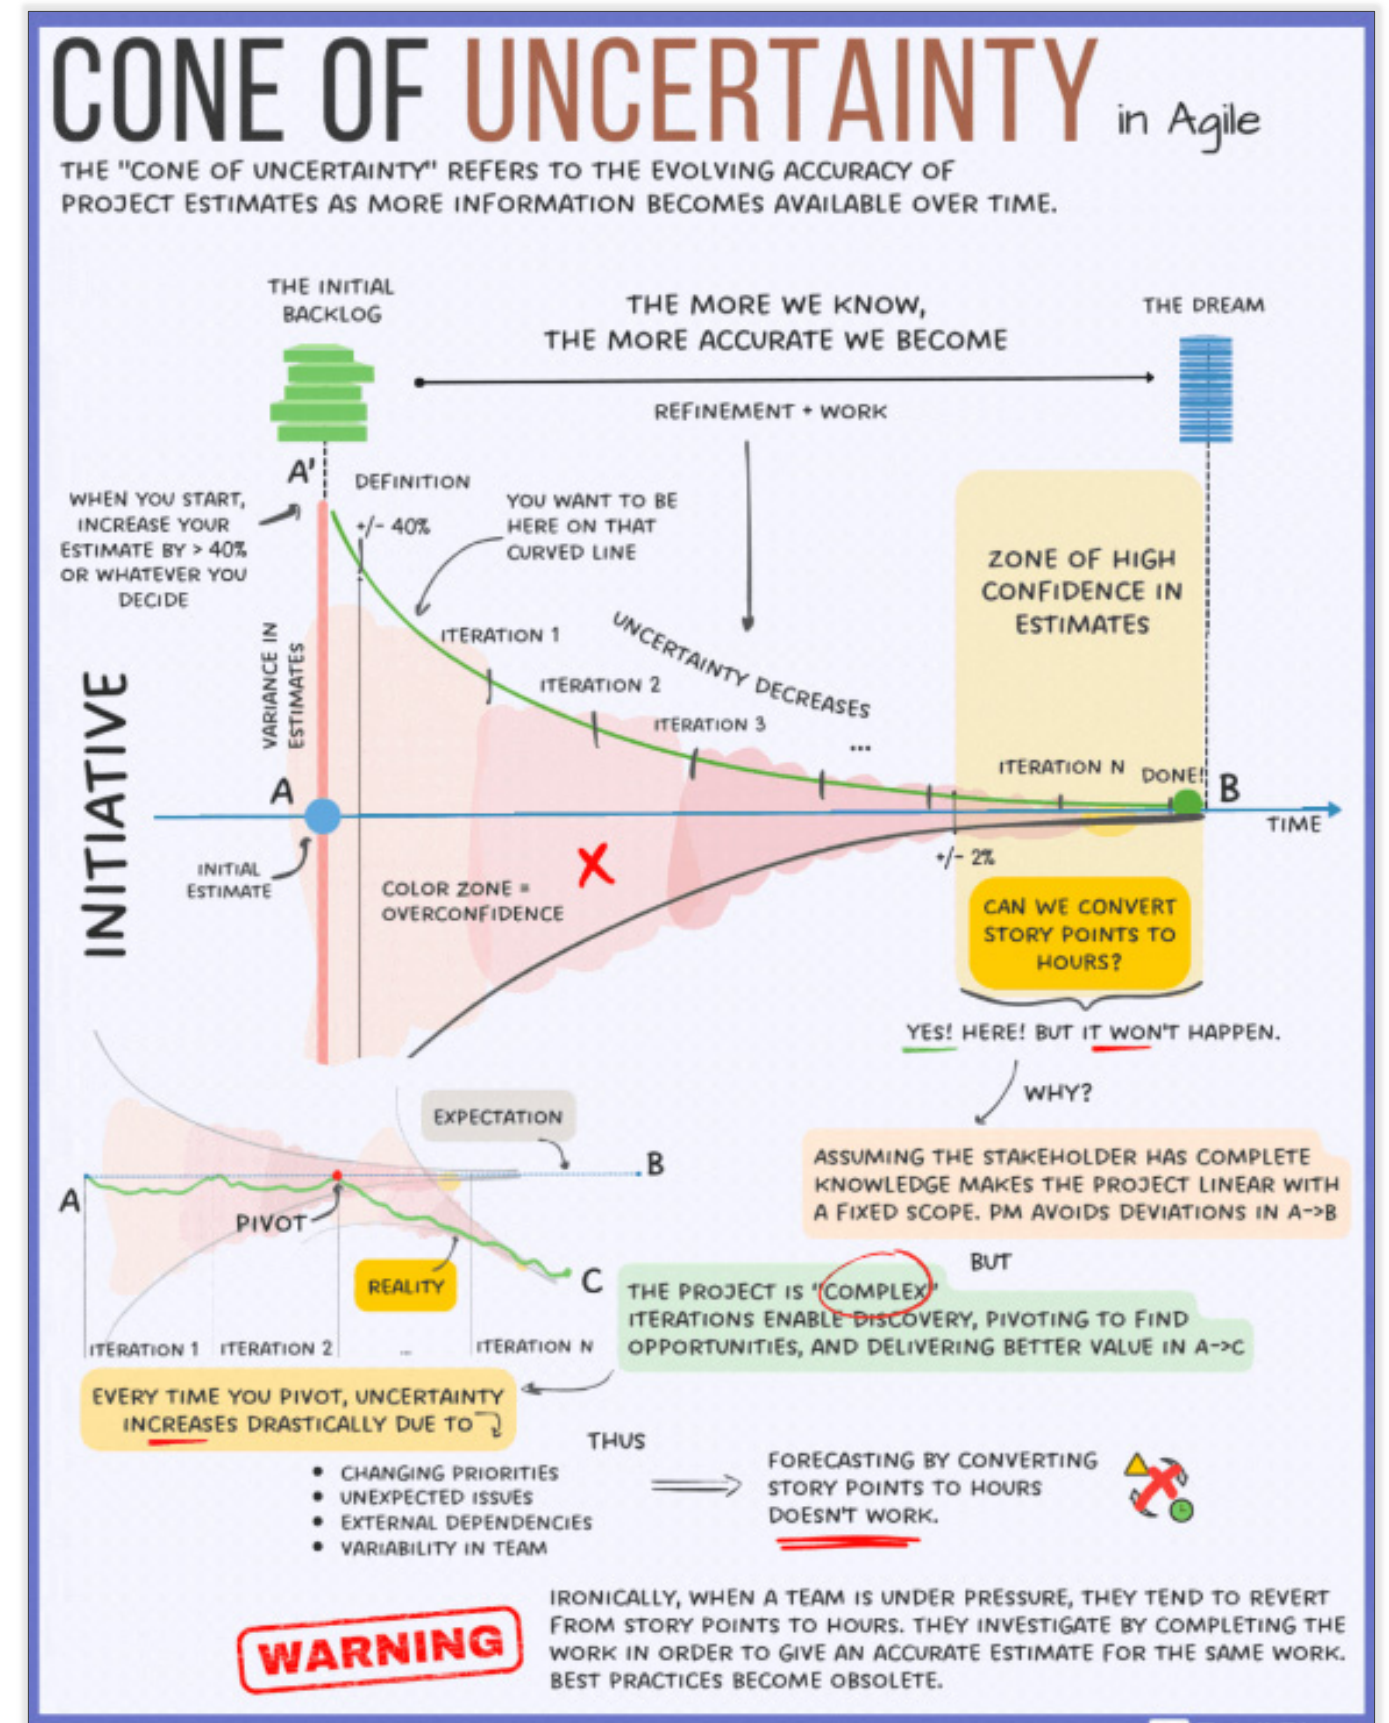 CONE OF UNCERTAINTY in Agile
THE "CONE OF UNCERTAINTY" REFERS TO THE EVOLVING ACCURACY OF
PROJECT ESTIMATES AS MORE INFORMATION BECOMES AVAILABLE OVER TIME.
THE INITIAL
BACKLOG
THE MORE WE KNOW,
THE MORE ACCURATE WE BECOME
THE DREAM
REFINEMENT + WORK
A'
DEFINITION
WHEN YOU START,
INCREASE YOUR
ESTIMATE BY > 40%
OR WHATEVER YOU
DECIDE
+/- 40%
YOU WANT TO BE
HERE ON THAT
CURVED LINE
ZONE OF HIGH
CONFIDENCE IN
ESTIMATES
INITIATIVE
VARIANCE IN
ESTIMATES
ITERATION 1
UNCERTAINTY DECREASES
ITERATION 2
ITERATION 3
...
ITERATION N
DONE!
A
B
TIME
INITIAL
ESTIMATE
COLOR ZONE =
OVERCONFIDENCE
+/- 2%
CAN WE CONVERT
STORY POINTS TO
HOURS?
YES! HERE! BUT IT WON'T HAPPEN.
WHY?
EXPECTATION
A
B
PIVOT
REALITY
C
ITERATION 1
ITERATION 2
...
ITERATION N
ASSUMING THE STAKEHOLDER HAS COMPLETE
KNOWLEDGE MAKES THE PROJECT LINEAR WITH
A FIXED SCOPE. PM AVOIDS DEVIATIONS IN A->B
BUT
THE PROJECT IS "COMPLEX"
ITERATIONS ENABLE DISCOVERY, PIVOTING TO FIND
OPPORTUNITIES, AND DELIVERING BETTER VALUE IN A->C
EVERY TIME YOU PIVOT, UNCERTAINTY
INCREASES DRASTICALLY DUE TO
• CHANGING PRIORITIES
• UNEXPECTED ISSUES
• EXTERNAL DEPENDENCIES
• VARIABILITY IN TEAM
THUS
FORECASTING BY CONVERTING
STORY POINTS TO HOURS
DOESN'T WORK.
WARNING
IRONICALLY, WHEN A TEAM IS UNDER PRESSURE, THEY TEND TO REVERT
FROM STORY POINTS TO HOURS. THEY INVESTIGATE BY COMPLETING THE
WORK IN ORDER TO GIVE AN ACCURATE ESTIMATE FOR THE SAME WORK.
BEST PRACTICES BECOME OBSOLETE.